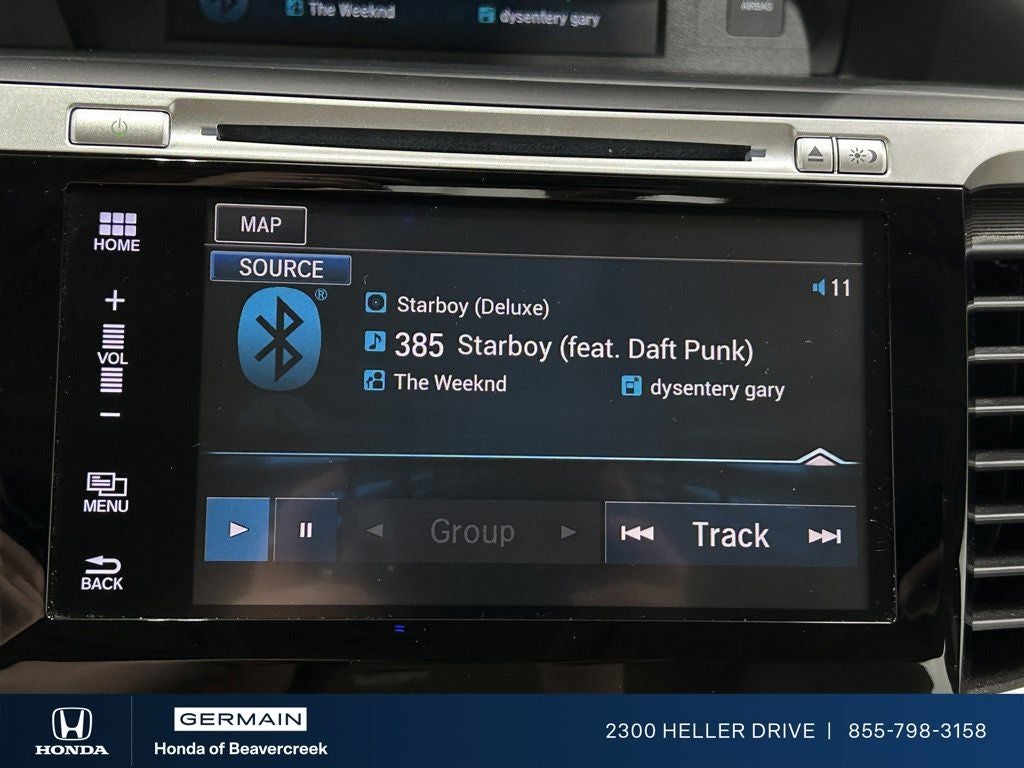 The Weeknd
dysentery gary
AIRBAG
MAP
HOME
SOURCE
®
11
+
VOL
−
Starboy (Deluxe)
385 Starboy (feat. Daft Punk)
The Weeknd
dysentery gary
MENU
BACK
Group
Track
HONDA
GERMAIN
Honda of Beavercreek
2300 HELLER DRIVE | 855-798-3158